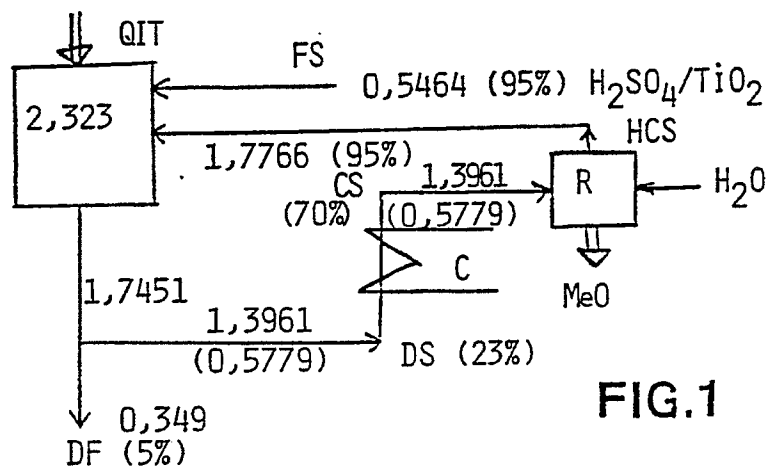 QIT
FS
0,5464 (95%) H₂SO₄/TiO₂
2,323
HCS
1,7766 (95%)
CS
(70%)
1,3961
(0,5779)
R
H₂O
C
MeO
1,7451
1,3961
(0,5779)
DS (23%)
0,349
DF (5%)
FIG.1